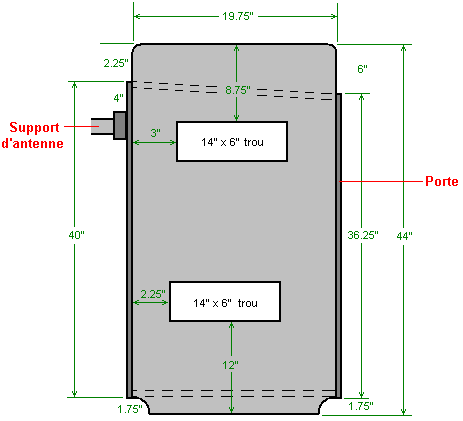 19.75"
2.25"
6"
8.75"
4"
Support
d'antenne
3"
14" x 6" trou
Porte
40"
36.25"
44"
2.25"
14" x 6" trou
12"
1.75"
1.75"